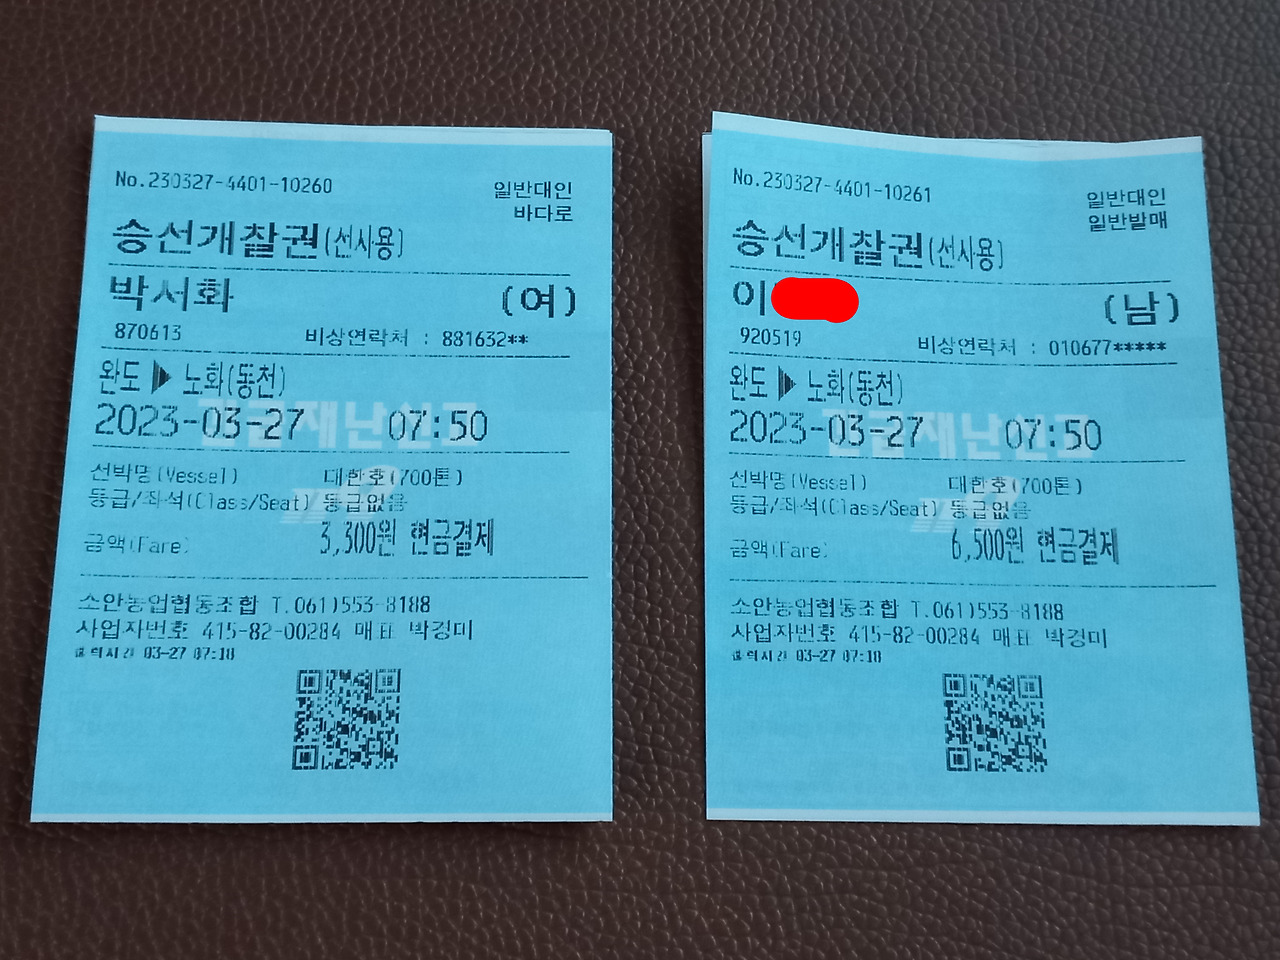 No.230327-4401-10260
일반대인
바다로
승선개찰권(선사용)
박서화 (여)
870613 비상연락처 : 881632**
완도 ▶ 노화(동천)
2023-03-27 07:50
선박명(Vessel) 대한호(700톤)
등급/좌석(Class/Seat) 등급없음
금액(Fare) 3,300원 현금결제
소안농업협동조합 T.061)553-8188
사업자번호 415-82-00284 매표 박경미
출력시간 03-27 07:18
No.230327-4401-10261
일반대인
일반발매
승선개찰권(선사용)
이 (남)
920519 비상연락처 : 010677*****
완도 ▶ 노화(동천)
2023-03-27 07:50
선박명(Vessel) 대한호(700톤)
등급/좌석(Class/Seat) 등급없음
금액(Fare) 6,500원 현금결제
소안농업협동조합 T.061)553-8188
사업자번호 415-82-00284 매표 박경미
출력시간 03-27 07:18